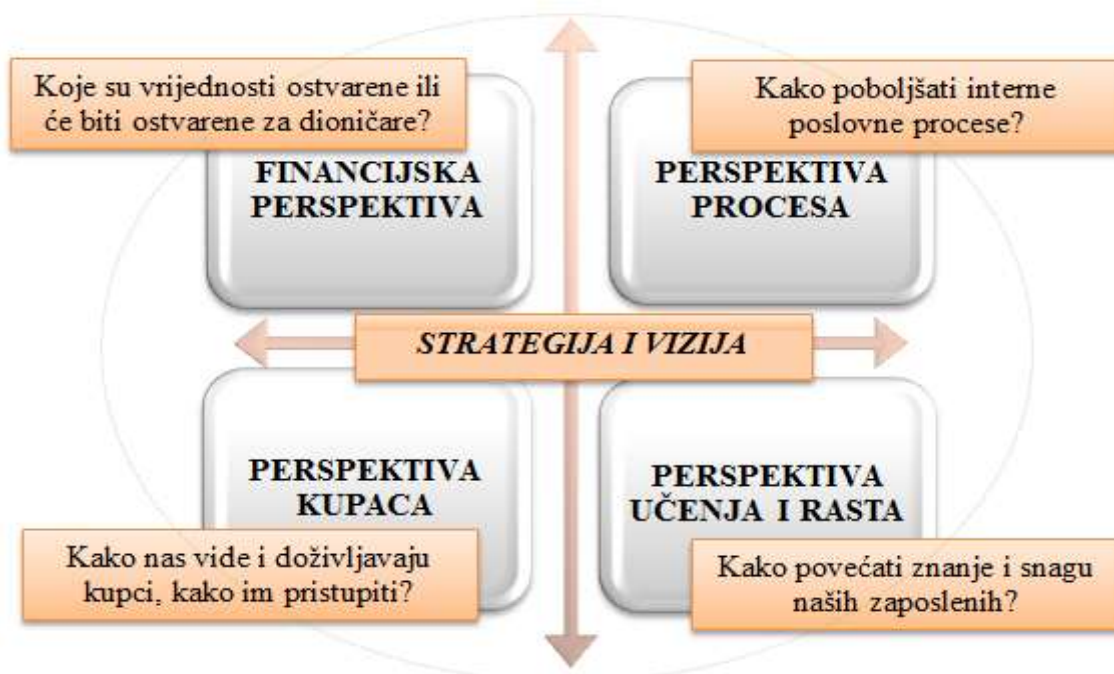 Koje su vrijednosti ostvarene ili
će biti ostvarene za dioničare?
FINANCIJSKA
PERSPEKTIVA
Kako poboljšati interne
poslovne procese?
PERSPEKTIVA
PROCESA
STRATEGIJA I VIZIJA
PERSPEKTIVA
KUPACA
Kako nas vide i doživljavaju
kupci, kako im pristupiti?
PERSPEKTIVA
UČENJA I RASTA
Kako povećati znanje i snagu
naših zaposlenih?